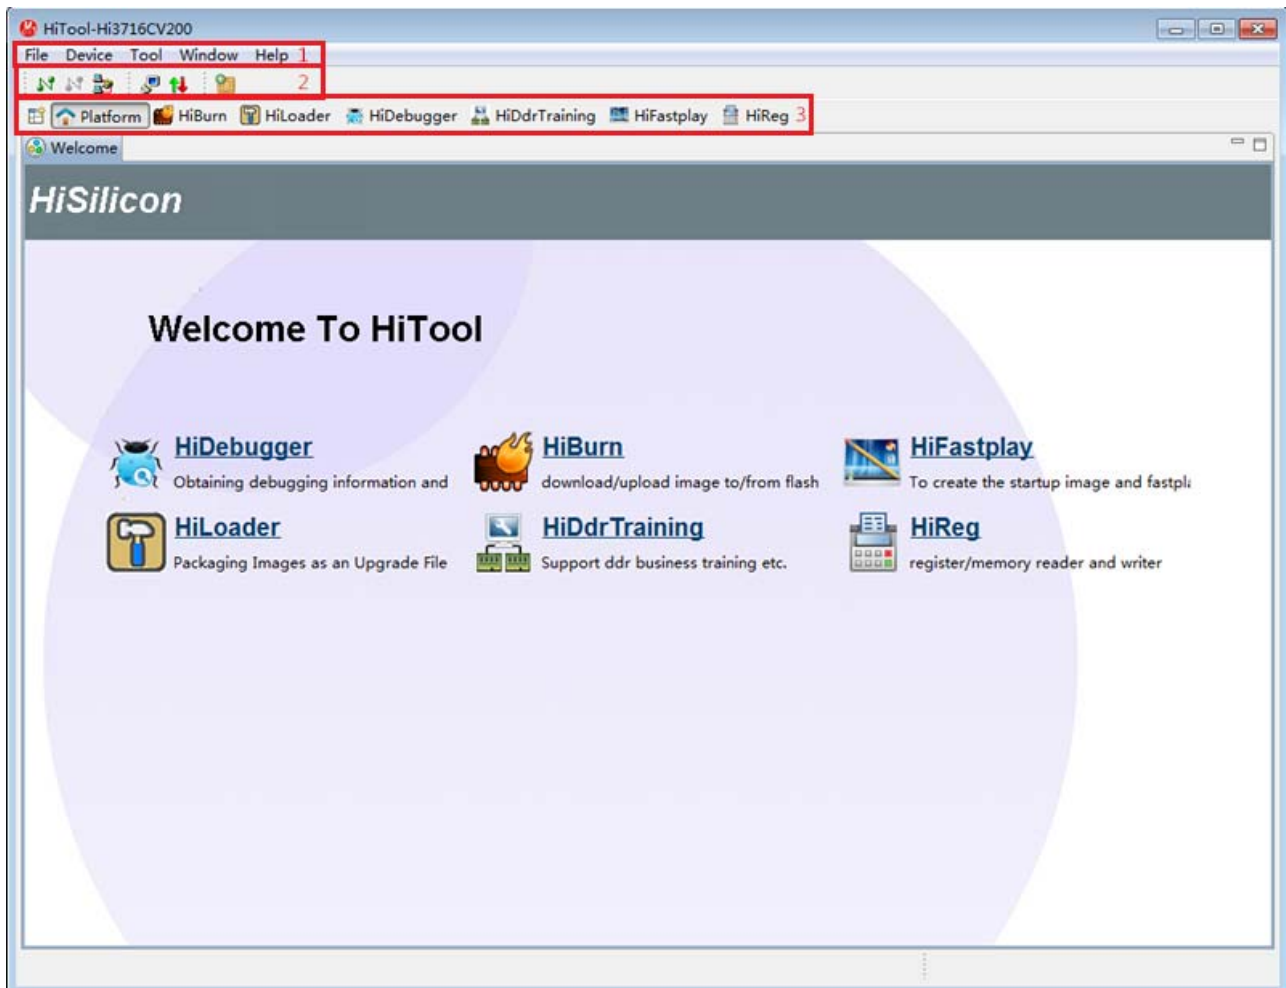 HiTool-Hi3716CV200
File Device Tool Window Help 1
2
Platform HiBurn HiLoader HiDebugger HiDdrTraining HiFastplay HiReg 3
Welcome
HiSilicon
Welcome To HiTool
HiDebugger HiBurn HiFastplay
Obtaining debugging information and download/upload image to/from flash To create the startup image and fastpl
HiLoader HiDdrTraining HiReg
Packaging Images as an Upgrade File Support ddr business training etc. register/memory reader and writer